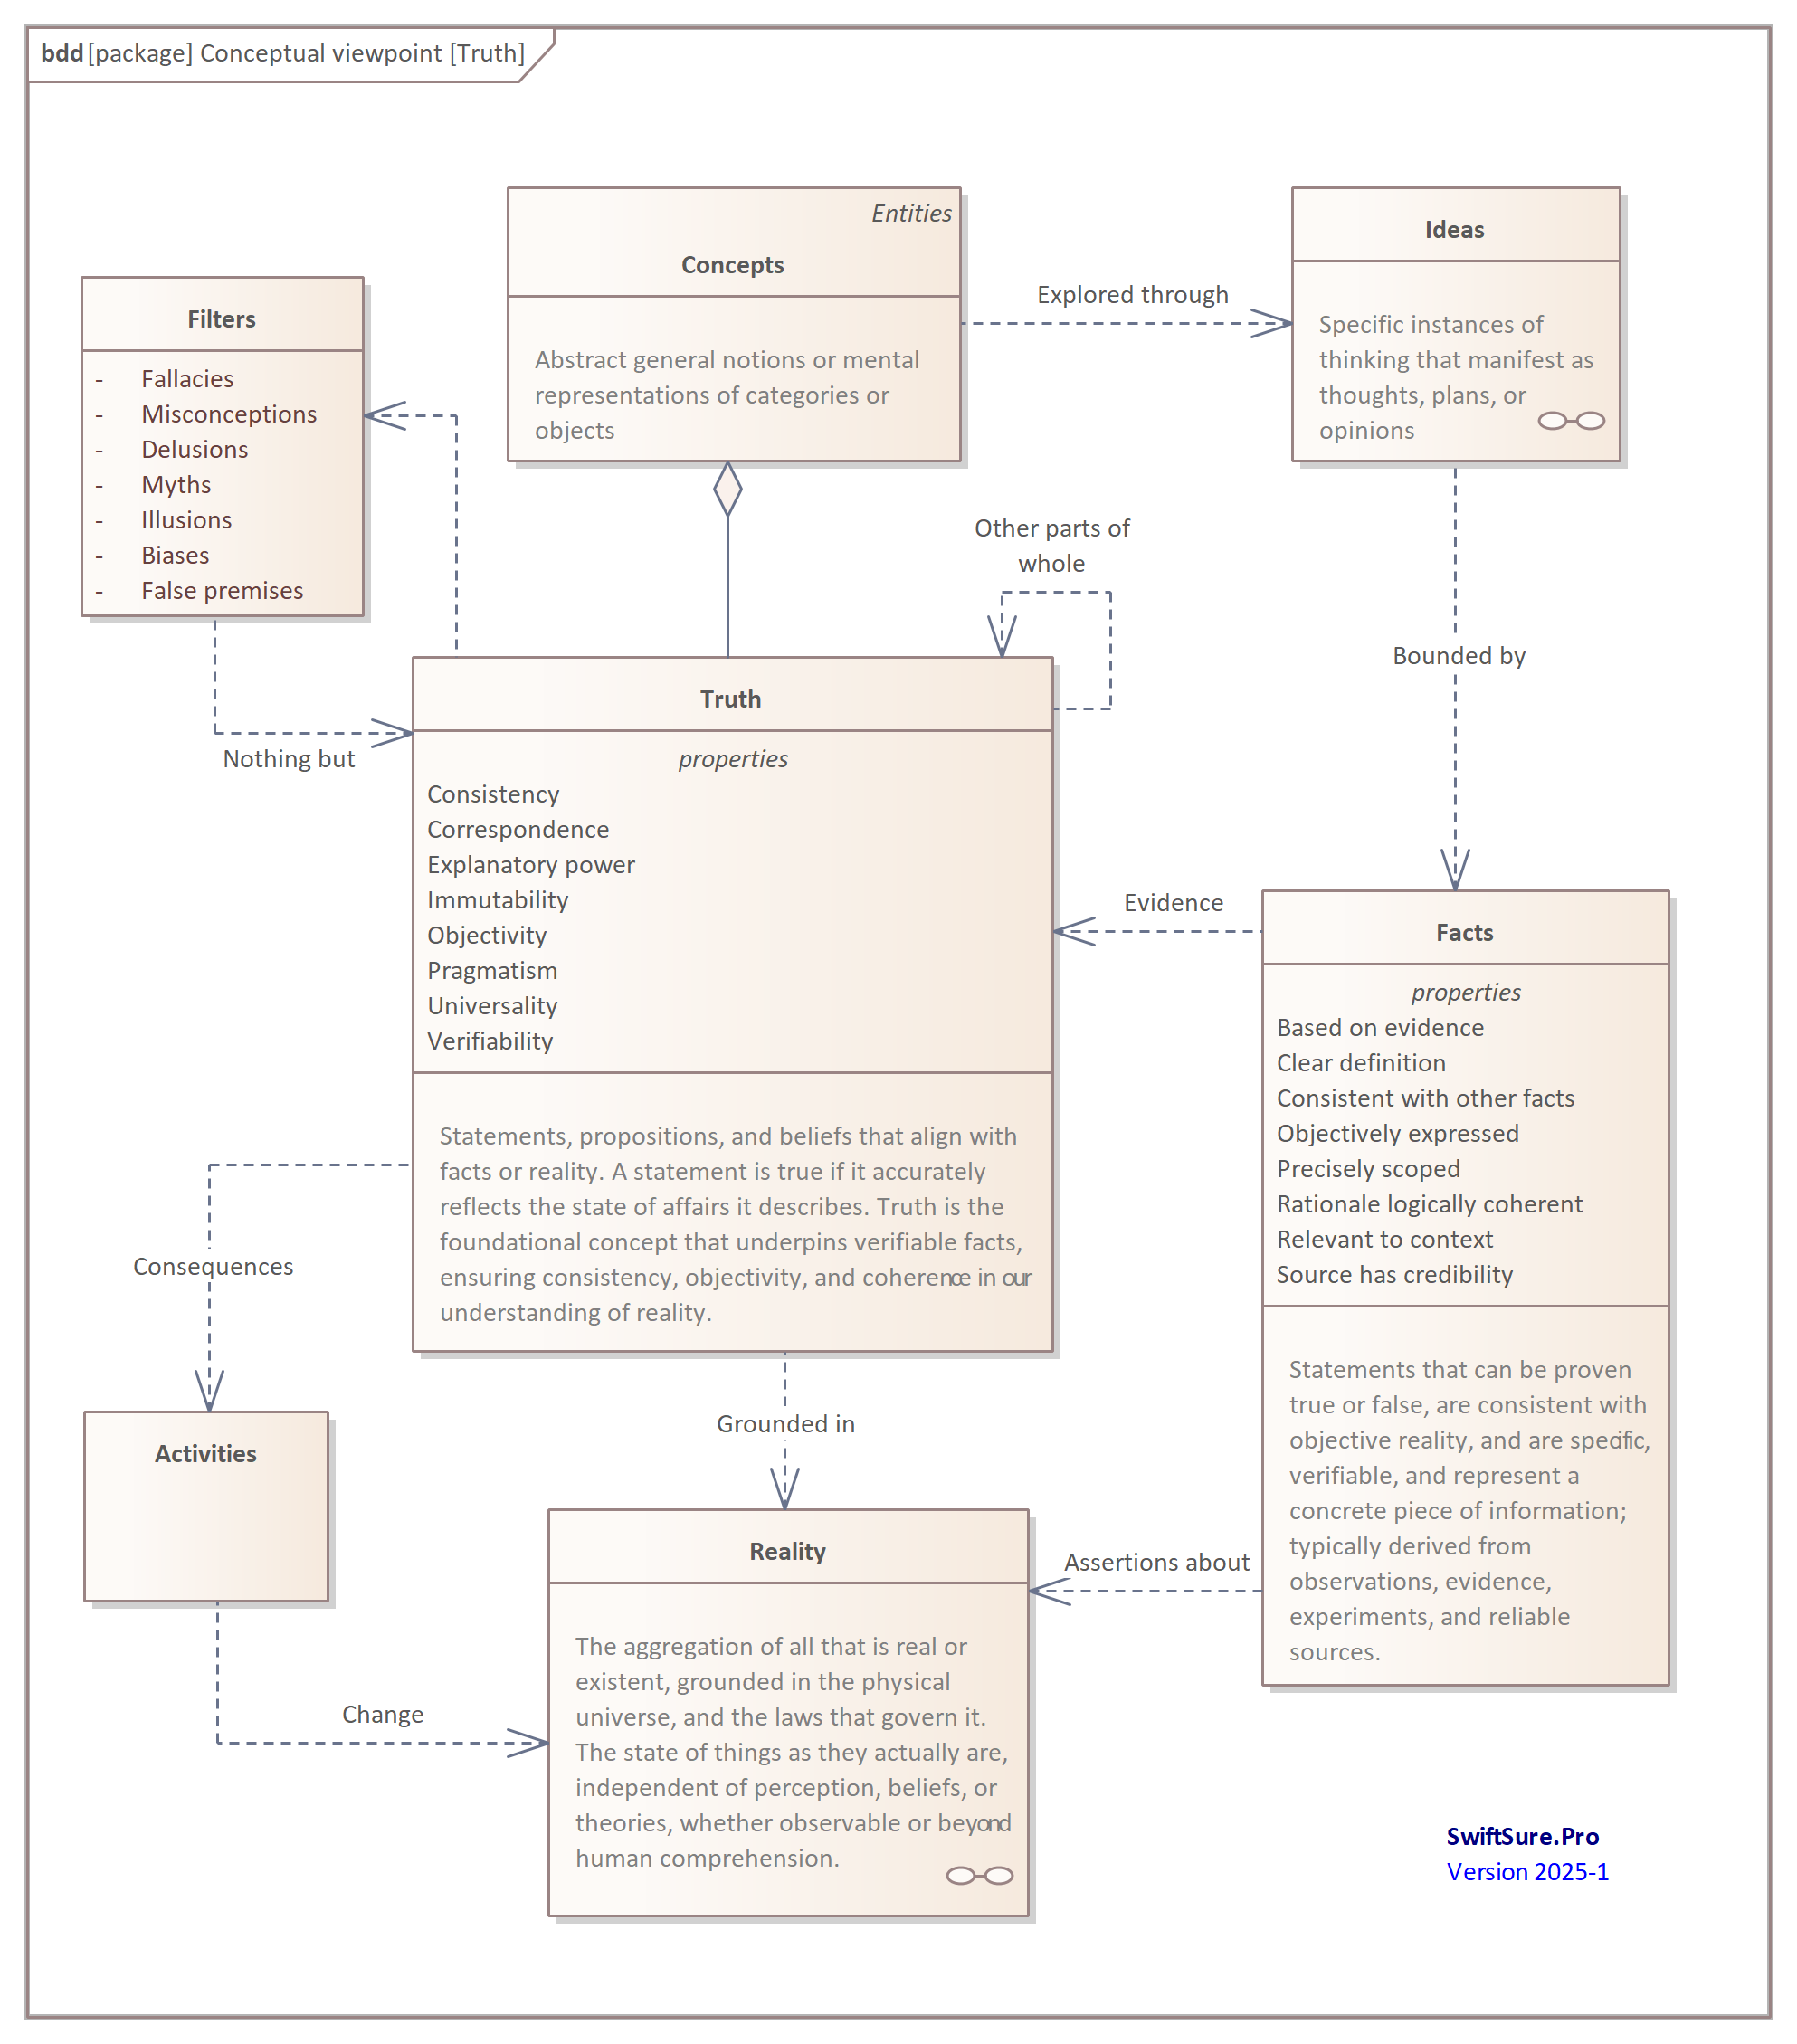 bdd [package] Conceptual viewpoint [Truth]
Entities
Concepts
Abstract general notions or mental
representations of categories or
objects
Explored through
Ideas
Specific instances of
thinking that manifest as
thoughts, plans, or
opinions
Filters
- Fallacies
- Misconceptions
- Delusions
- Myths
- Illusions
- Biases
- False premises
Other parts of
whole
Bounded by
Nothing but
Truth
properties
Consistency
Correspondence
Explanatory power
Immutability
Objectivity
Pragmatism
Universality
Verifiability
Statements, propositions, and beliefs that align with
facts or reality. A statement is true if it accurately
reflects the state of affairs it describes. Truth is the
foundational concept that underpins verifiable facts,
ensuring consistency, objectivity, and coherence in our
understanding of reality.
Evidence
Facts
properties
Based on evidence
Clear definition
Consistent with other facts
Objectively expressed
Precisely scoped
Rationale logically coherent
Relevant to context
Source has credibility
Statements that can be proven
true or false, are consistent with
objective reality, and are specific,
verifiable, and represent a
concrete piece of information;
typically derived from
observations, evidence,
experiments, and reliable
sources.
Consequences
Activities
Grounded in
Assertions about
Change
Reality
The aggregation of all that is real or
existent, grounded in the physical
universe, and the laws that govern it.
The state of things as they actually are,
independent of perception, beliefs, or
theories, whether observable or beyond
human comprehension.
SwiftSure.Pro
Version 2025-1